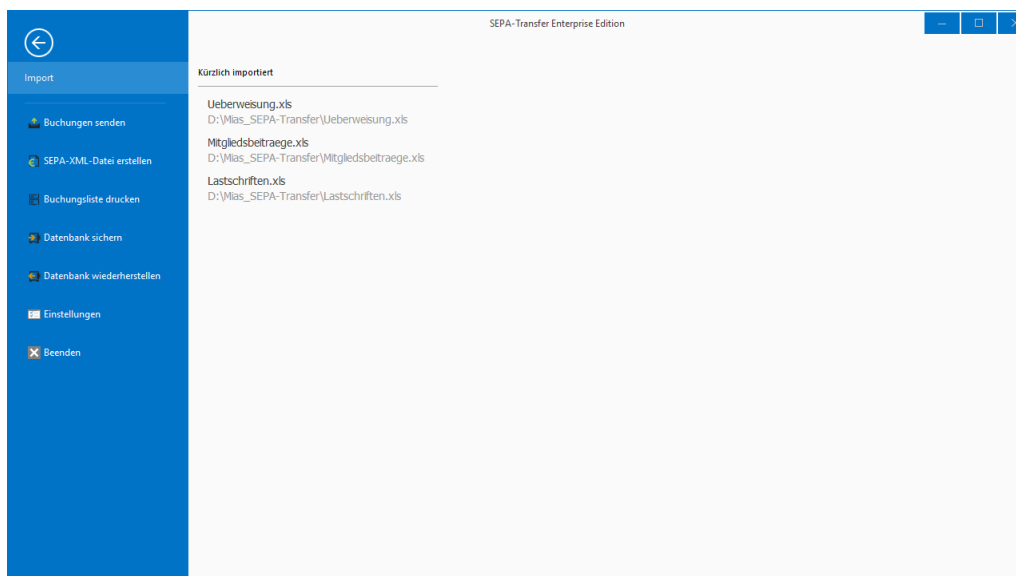 SEPA-Transfer Enterprise Edition
Import
Buchungen senden
SEPA-XML-Datei erstellen
Buchungsliste drucken
Datenbank sichern
Datenbank wiederherstellen
Einstellungen
Beenden
Kürzlich importiert
Ueberweisung.xls
D:\Mias_SEPA-Transfer\Ueberweisung.xls
Mitgliedsbeitraege.xls
D:\Mias_SEPA-Transfer\Mitgliedsbeitraege.xls
Lastschriften.xls
D:\Mias_SEPA-Transfer\Lastschriften.xls